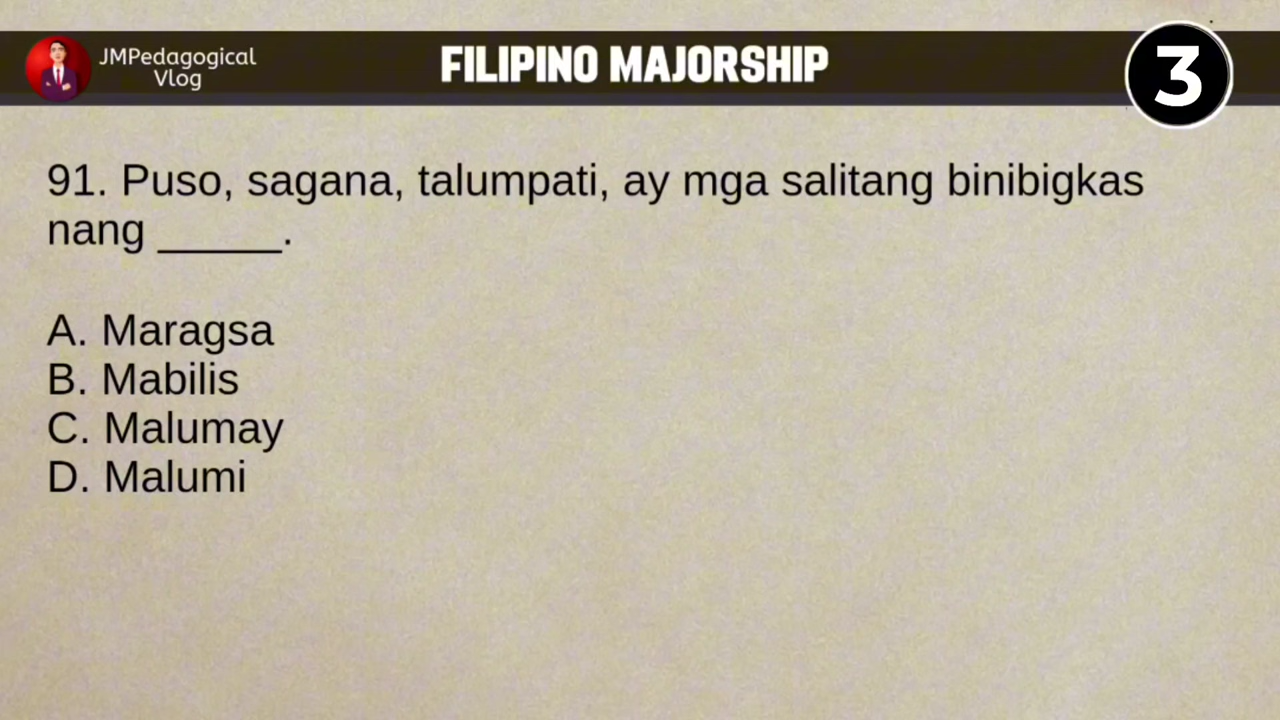 JMPedagogical
Vlog
FILIPINO MAJORSHIP
3
91. Puso, sagana, talumpati, ay mga salitang binibigkas
nang _____.
A. Maragsa
B. Mabilis
C. Malumay
D. Malumi